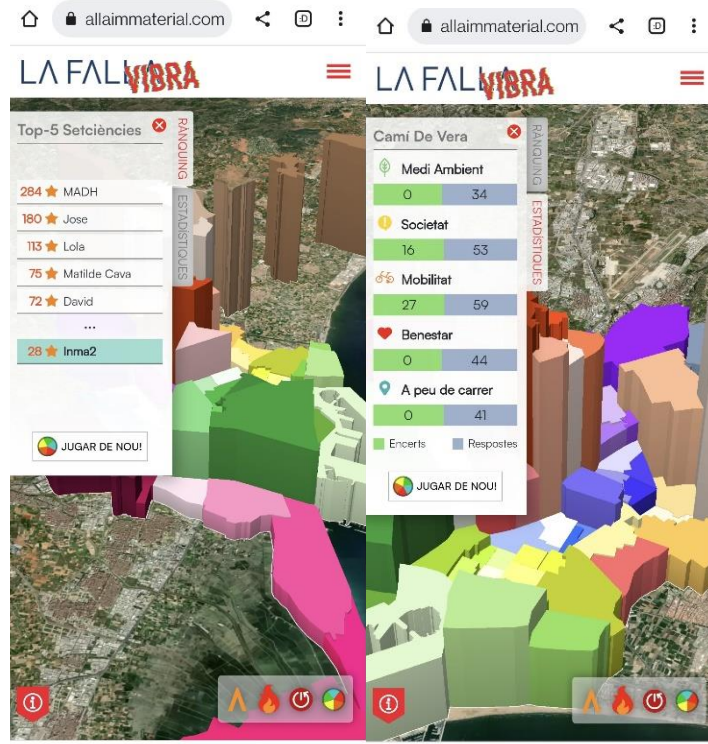 allaimmaterial.com
:D
LA FALLA VIBRA
Top-5 Setciències
RÀNQUING
ESTADÍSTIQUES
284 MADH
180 Jose
113 Lola
75 Matilde Cava
72 David
...
28 Inma2
JUGAR DE NOU!
allaimmaterial.com
:D
LA FALLA VIBRA
Camí De Vera
RÀNQUING
ESTADÍSTIQUES
Medi Ambient
0 34
Societat
16 53
Mobilitat
27 59
Benestar
0 44
A peu de carrer
0 41
Encerts Respostes
JUGAR DE NOU!